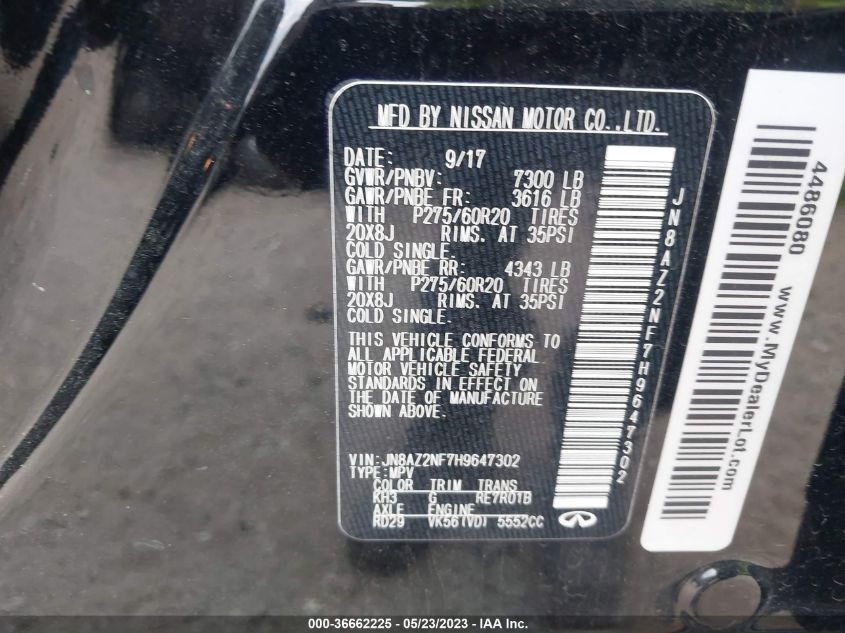 MFD BY NISSAN MOTOR CO.,LTD.
DATE: 9/17
GVWR/PNBV: 7300 LB
GAWR/PNBE FR: 3616 LB
WITH P275/60R20 TIRES
20X8J RIMS. AT 35PSI
COLD SINGLE.
GAWR/PNBE RR: 4343 LB
WITH P275/60R20 TIRES
20X8J RIMS. AT 35PSI
COLD SINGLE.
THIS VEHICLE CONFORMS TO
ALL APPLICABLE FEDERAL
MOTOR VEHICLE SAFETY
STANDARDS IN EFFECT ON
THE DATE OF MANUFACTURE
SHOWN ABOVE.
VIN:JN8AZ2NF7H9647302
TYPE:MPV
COLOR TRIM TRANS
KH3 G RE7R01B
AXLE ENGINE
RD29 VK56(VD) 5552CC
JN8AZ2NF7H9647302
4486080 www.MyDealerLot.com
000-36662225 - 05/23/2023 - Copyright © 2023 - IAA, Inc.